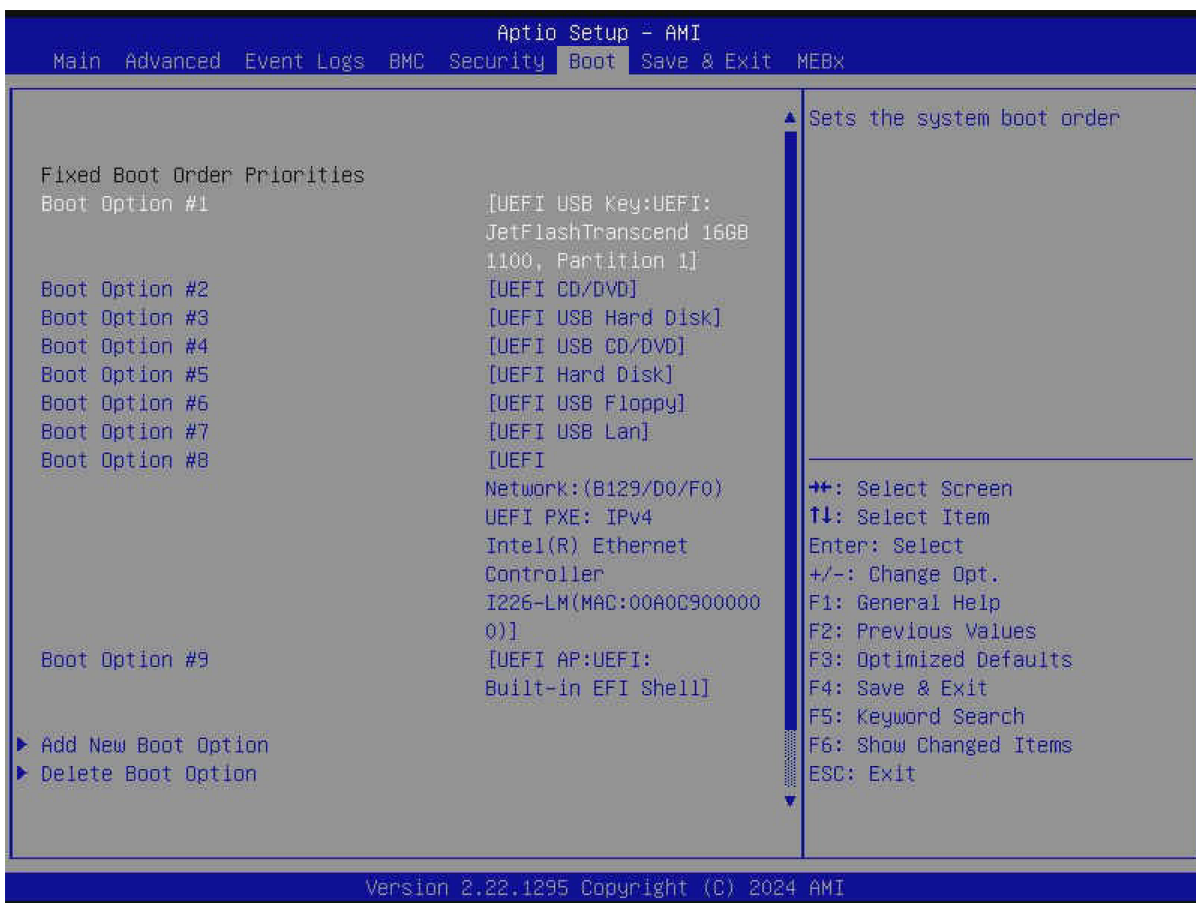 Aptio Setup - AMI
Main Advanced Event Logs BMC Security Boot Save & Exit MEBx
Fixed Boot Order Priorities
Boot Option #1 [UEFI USB Key:UEFI:
JetFlashTranscend 16GB
1100, Partition 1]
Boot Option #2 [UEFI CD/DVD]
Boot Option #3 [UEFI USB Hard Disk]
Boot Option #4 [UEFI USB CD/DVD]
Boot Option #5 [UEFI Hard Disk]
Boot Option #6 [UEFI USB Floppy]
Boot Option #7 [UEFI USB Lan]
Boot Option #8 [UEFI
Network:(B129/D0/F0)
UEFI PXE: IPv4
Intel(R) Ethernet
Controller
I226-LM(MAC:00A0C900000
0)]
Boot Option #9 [UEFI AP:UEFI:
Built-in EFI Shell]
Add New Boot Option
Delete Boot Option
Sets the system boot order
→←: Select Screen
↑↓: Select Item
Enter: Select
+/-: Change Opt.
F1: General Help
F2: Previous Values
F3: Optimized Defaults
F4: Save & Exit
F5: Keyword Search
F6: Show Changed Items
ESC: Exit
Version 2.22.1295 Copyright (C) 2024 AMI